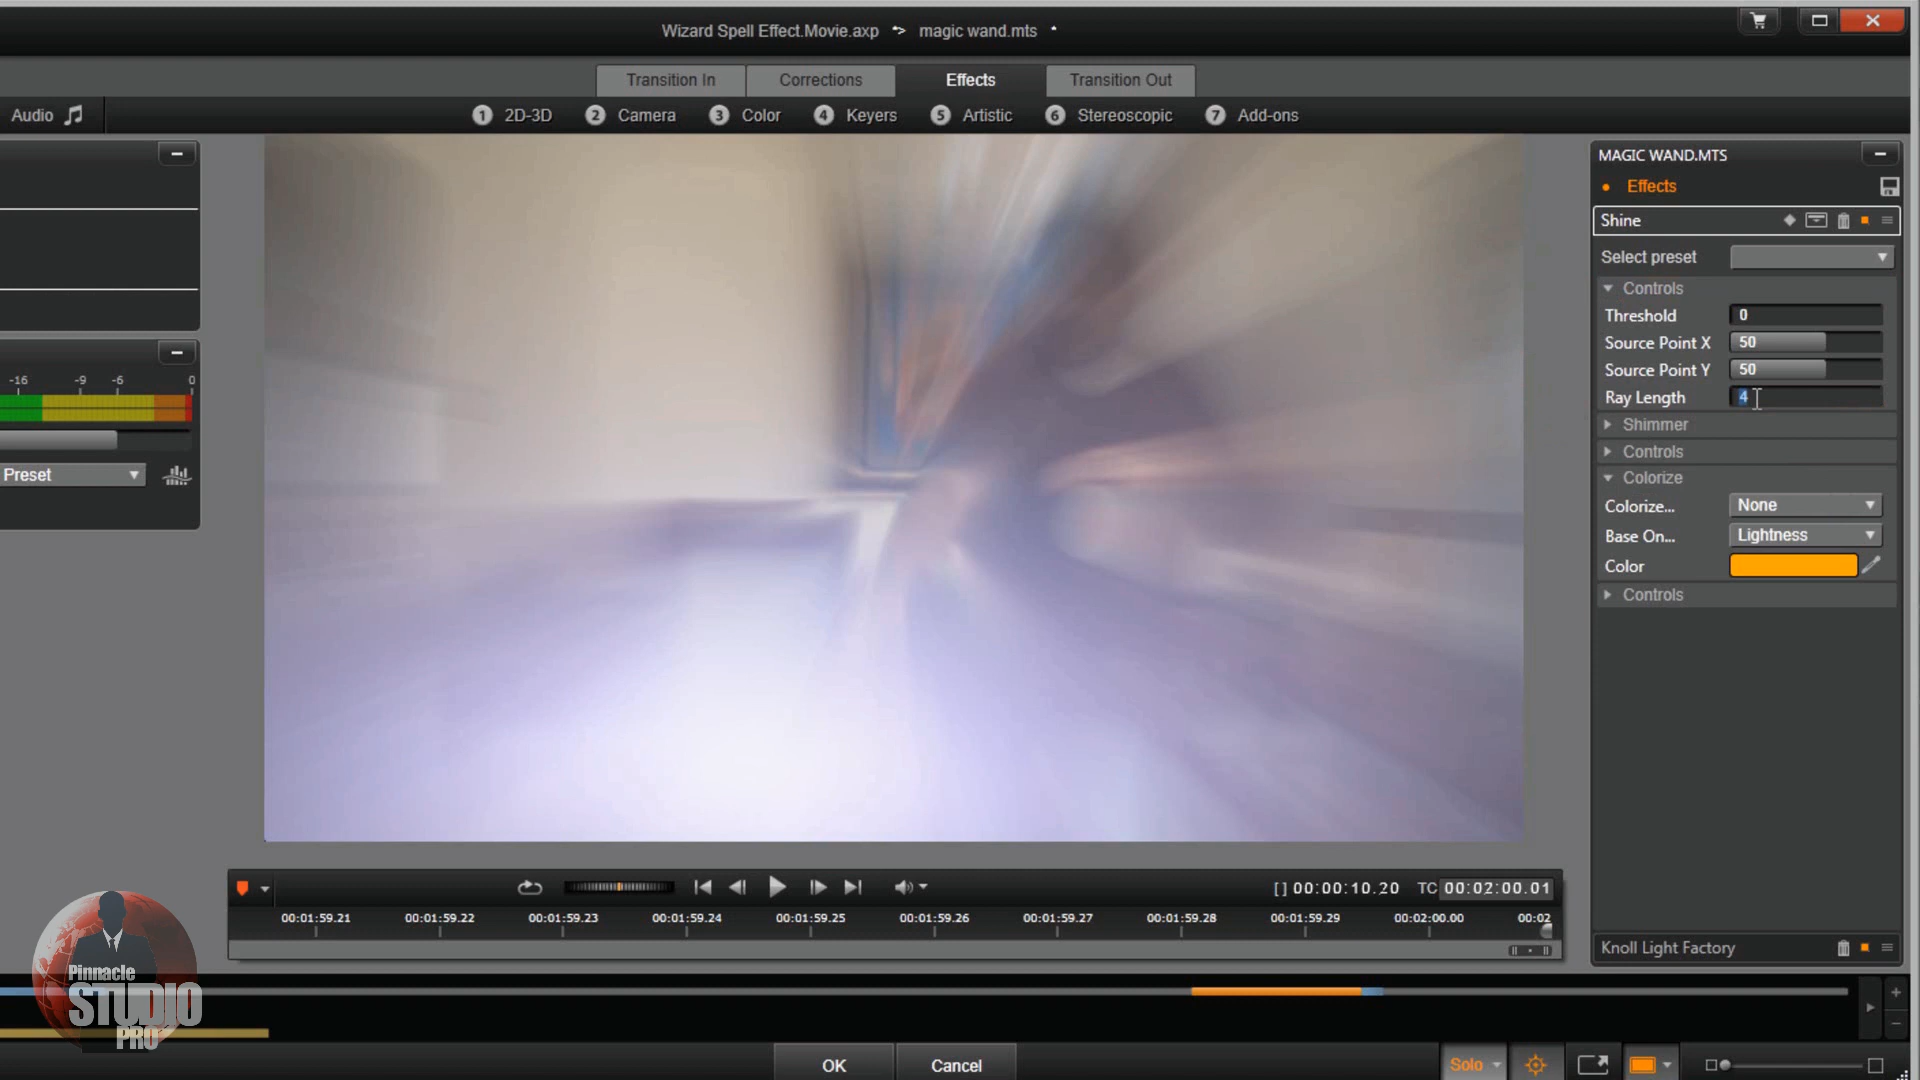 Wizard Spell Effect.Movie.axp -> magic wand.mts *
Transition In Corrections Effects Transition Out
Audio 1 2D-3D 2 Camera 3 Color 4 Keyers 5 Artistic 6 Stereoscopic 7 Add-ons
MAGIC WAND.MTS
Effects
Shine
Select preset
Controls
Threshold 0
Source Point X 50
Source Point Y 50
Ray Length 4
Shimmer
Controls
Colorize
Colorize... None
Base On... Lightness
Color
Controls
-16 -9 -6 0
Preset
[] 00:00:10.20 TC 00:02:00.01
00:01:59.21 00:01:59.22 00:01:59.23 00:01:59.24 00:01:59.25 00:01:59.26 00:01:59.27 00:01:59.28 00:01:59.29 00:02:00.00 00:02
Knoll Light Factory
Pinnacle
STUDIO
PRO
OK Cancel Solo